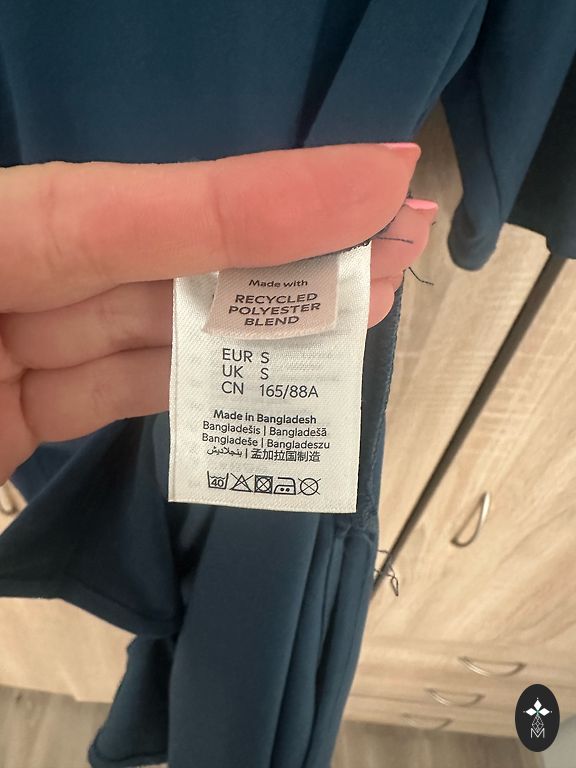 Made with
RECYCLED
POLYESTER
BLEND
EUR S
UK S
CN 165/88A
Made in Bangladesh
Bangladešis | Bangladešā
Bangladeše | Bangladeszu
بنجلاديش | 孟加拉国制造
40
M